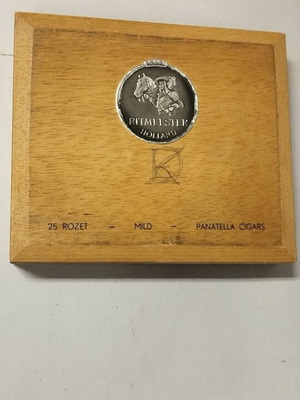 RITMEESTER
HOLLAND
25 ROZET – MILD – PANATELLA CIGARS